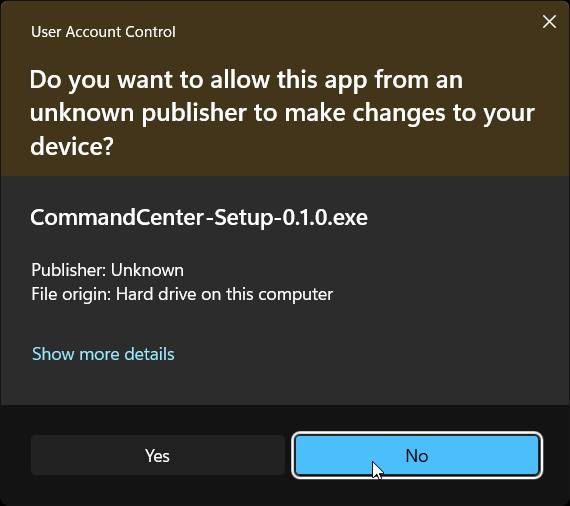 User Account Control
Do you want to allow this app from an
unknown publisher to make changes to your
device?
CommandCenter-Setup-0.1.0.exe
Publisher: Unknown
File origin: Hard drive on this computer
Show more details
Yes
No